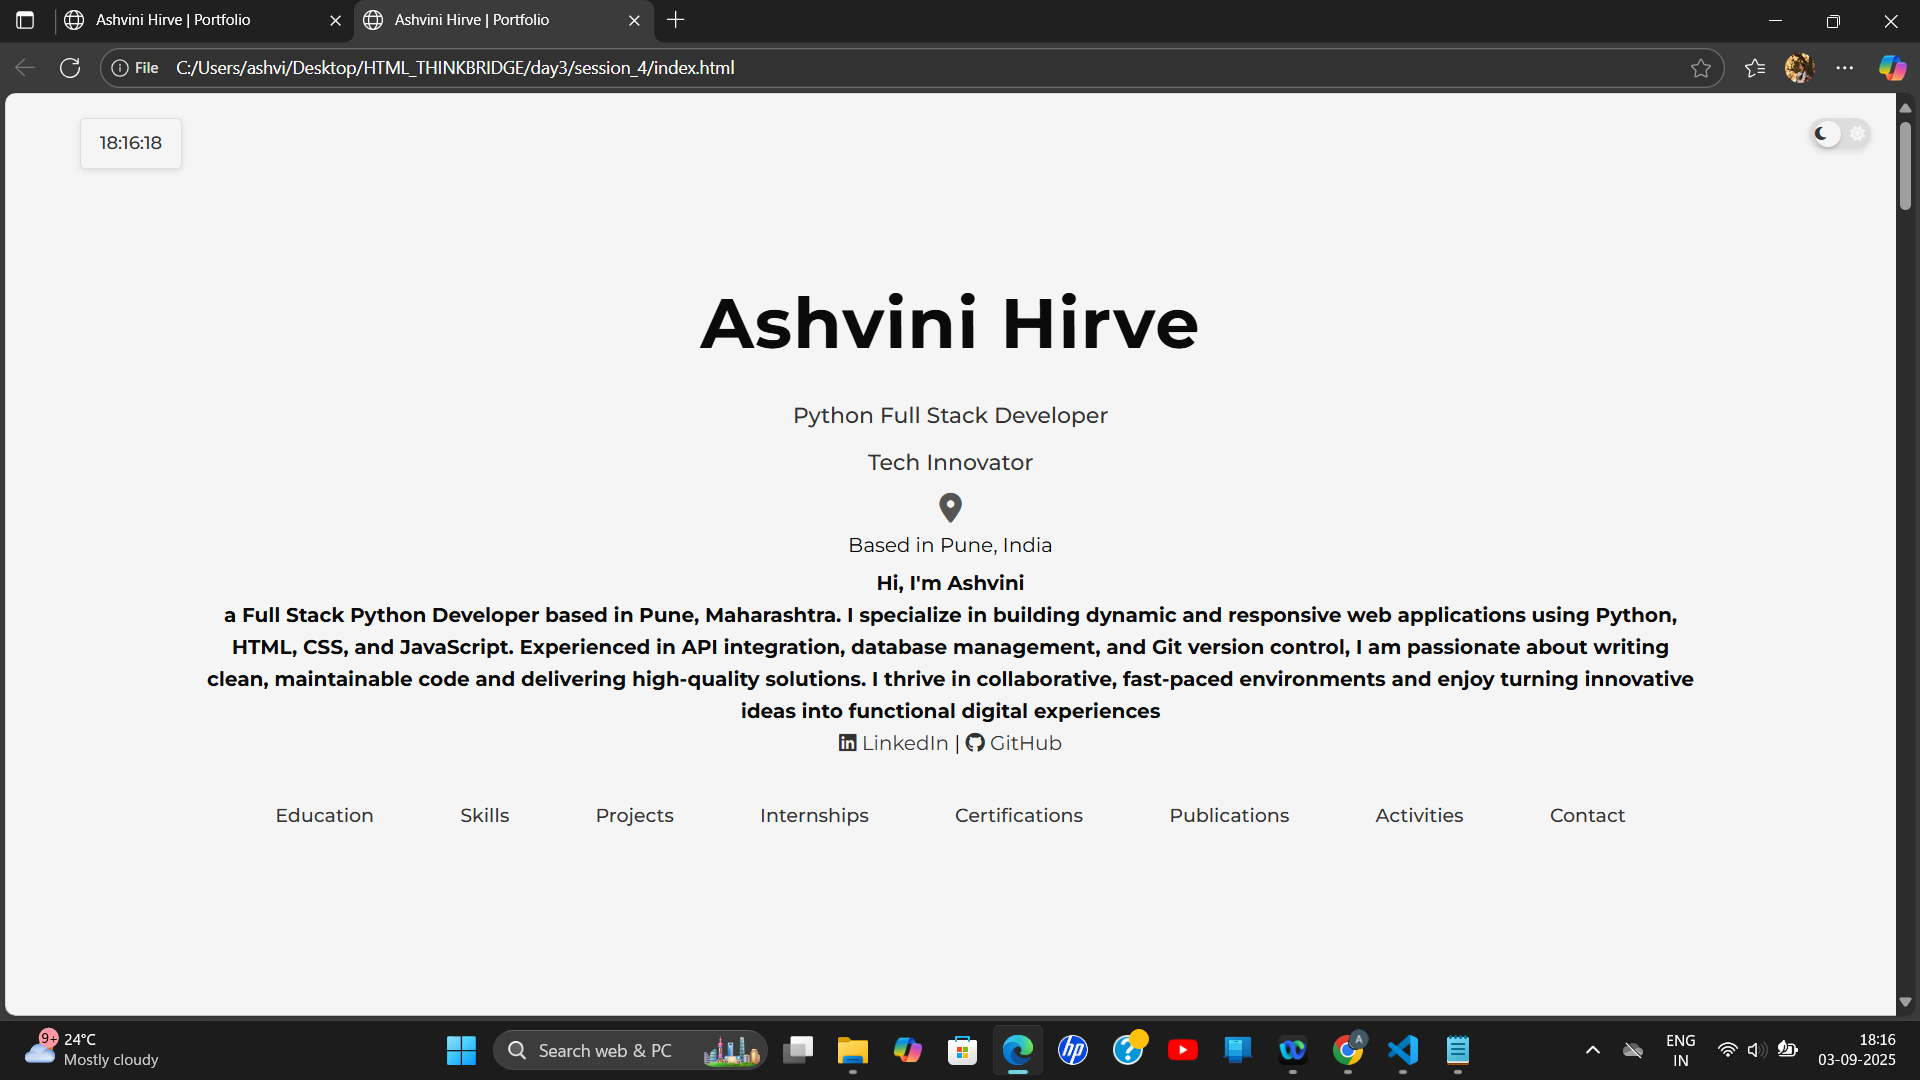 Ashvini Hirve | Portfolio
Ashvini Hirve | Portfolio
File C:/Users/ashvi/Desktop/HTML_THINKBRIDGE/day3/session_4/index.html
18:16:18
Ashvini Hirve
Python Full Stack Developer
Tech Innovator
Based in Pune, India
Hi, I'm Ashvini
a Full Stack Python Developer based in Pune, Maharashtra. I specialize in building dynamic and responsive web applications using Python,
HTML, CSS, and JavaScript. Experienced in API integration, database management, and Git version control, I am passionate about writing
clean, maintainable code and delivering high-quality solutions. I thrive in collaborative, fast-paced environments and enjoy turning innovative
ideas into functional digital experiences
in LinkedIn | GitHub
Education Skills Projects Internships Certifications Publications Activities Contact
9+ 24°C
Mostly cloudy
Search web & PC
hp
A
ENG
IN
18:16
03-09-2025